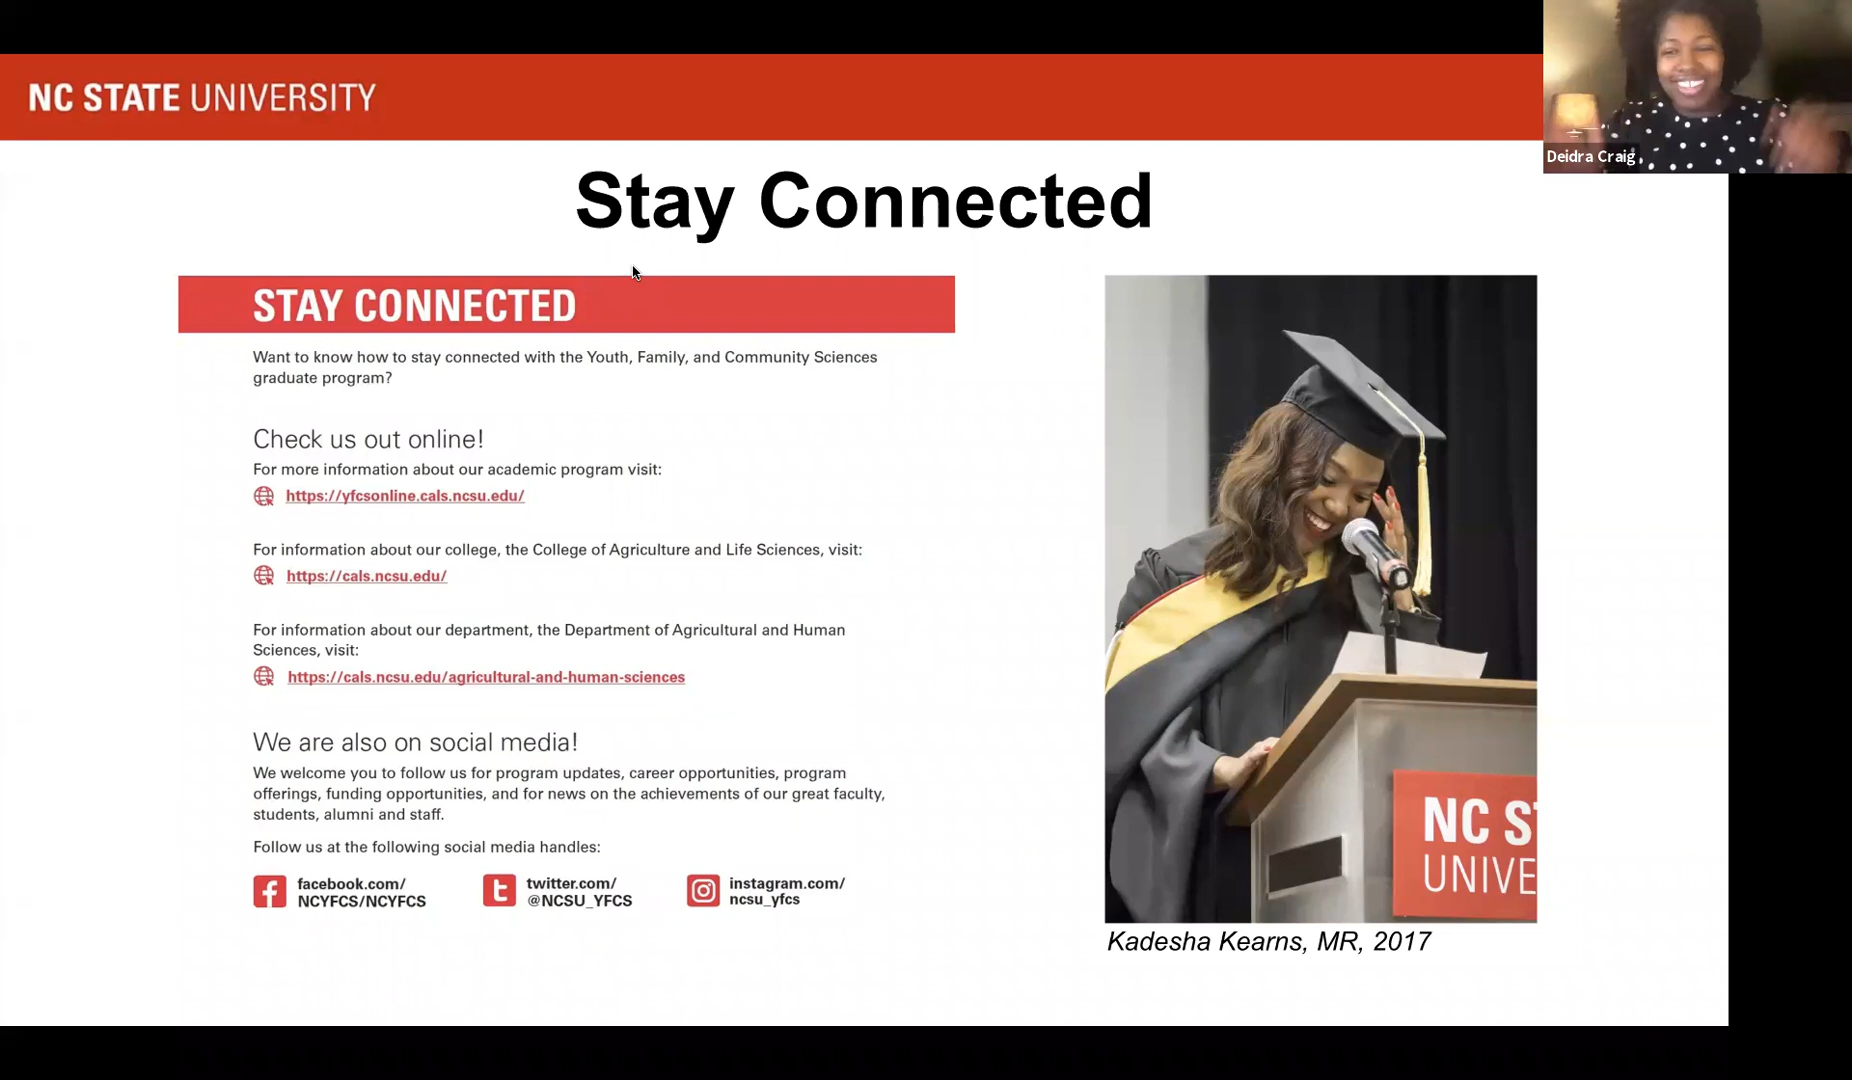 NC STATE UNIVERSITY
Deidra Craig
Stay Connected
STAY CONNECTED
Want to know how to stay connected with the Youth, Family, and Community Sciences
graduate program?
Check us out online!
For more information about our academic program visit:
https://yfcsonline.cals.ncsu.edu/
For information about our college, the College of Agriculture and Life Sciences, visit:
https://cals.ncsu.edu/
For information about our department, the Department of Agricultural and Human
Sciences, visit:
https://cals.ncsu.edu/agricultural-and-human-sciences
We are also on social media!
We welcome you to follow us for program updates, career opportunities, program
offerings, funding opportunities, and for news on the achievements of our great faculty,
students, alumni and staff.
Follow us at the following social media handles:
facebook.com/
NCYFCS/NCYFCS
twitter.com/
@NCSU_YFCS
instagram.com/
ncsu_yfcs
NC S
UNIVE
Kadesha Kearns, MR, 2017